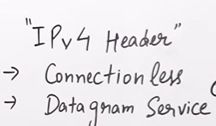 "IPv4 Header"
→ Connectionless
→ Datagram Service